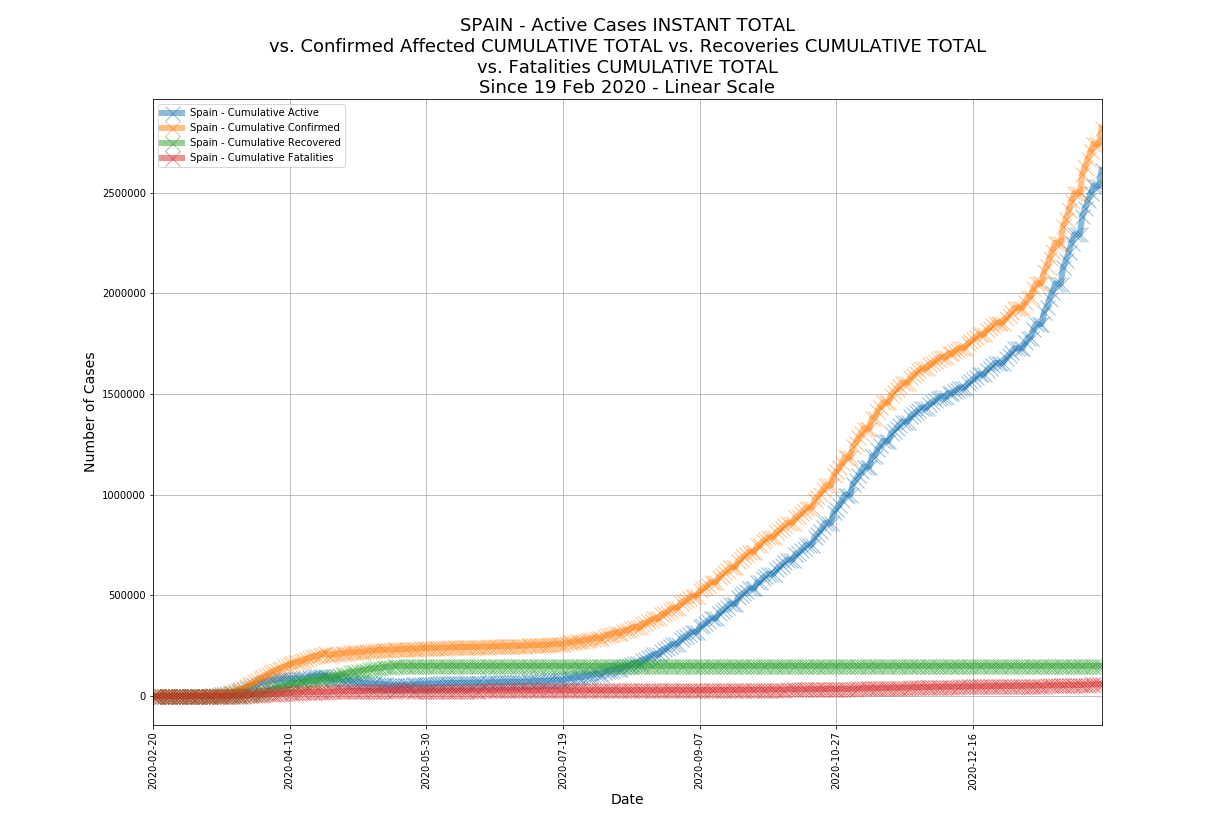 SPAIN - Active Cases INSTANT TOTAL
vs. Confirmed Affected CUMULATIVE TOTAL vs. Recoveries CUMULATIVE TOTAL
vs. Fatalities CUMULATIVE TOTAL
Since 19 Feb 2020 - Linear Scale
Spain - Cumulative Active
Spain - Cumulative Confirmed
Spain - Cumulative Recovered
Spain - Cumulative Fatalities
Number of Cases
2500000
2000000
1500000
1000000
500000
0
2020-02-20
2020-04-10
2020-05-30
2020-07-19
2020-09-07
2020-10-27
2020-12-16
Date